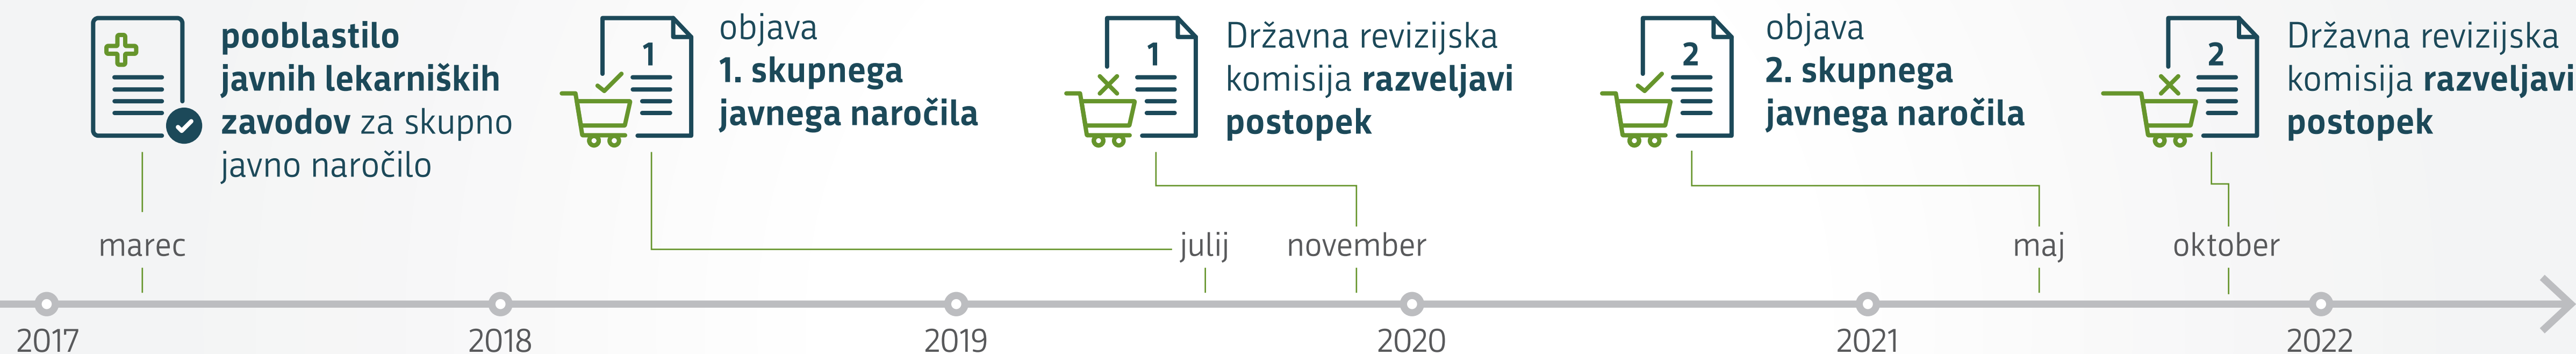 pooblastilo
javnih lekarniških
zavodov za skupno
javno naročilo
1
objava
1. skupnega
javnega naročila
1
Državna revizijska
komisija razveljavi
postopek
2
objava
2. skupnega
javnega naročila
2
Državna revizijska
komisija razveljavi
postopek
marec
julij
november
maj
oktober
2017
2018
2019
2020
2021
2022